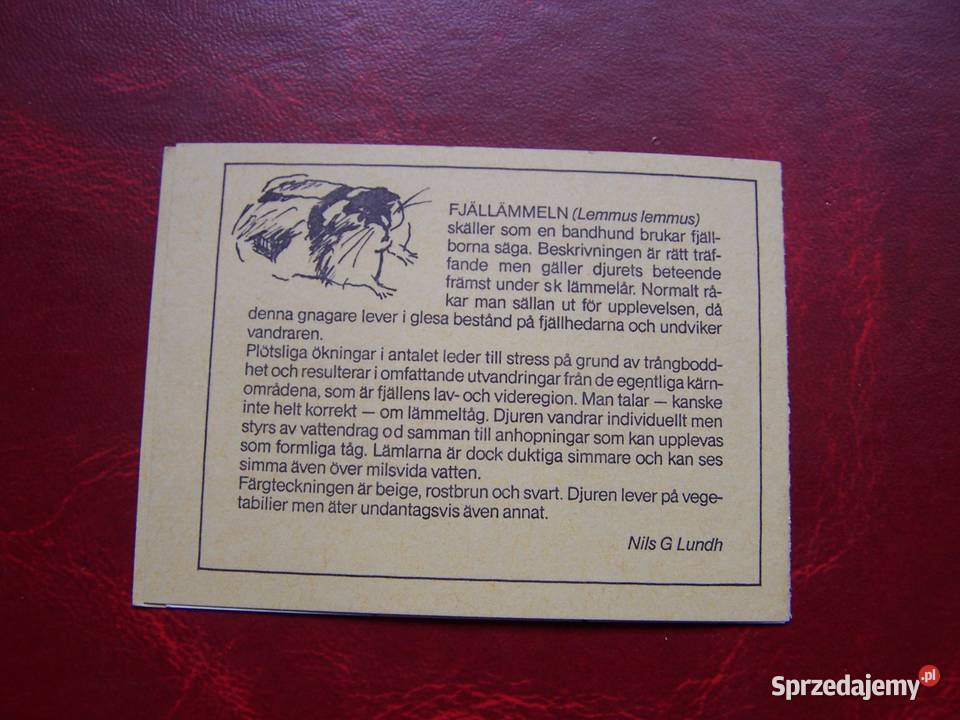 FJÄLLÄMMELN (Lemmus lemmus)
skäller som en bandhund brukar fjäll-
borna säga. Beskrivningen är rätt träf-
fande men gäller djurets beteende
främst under sk lämmelår. Normalt rå-
kar man sällan ut för upplevelsen, då
denna gnagare lever i glesa bestånd på fjällhedarna och undviker
vandraren.
Plötsliga ökningar i antalet leder till stress på grund av trångbodd-
het och resulterar i omfattande utvandringar från de egentliga kärn-
områdena, som är fjällens lav- och videregion. Man talar — kanske
inte helt korrekt — om lämmeltåg. Djuren vandrar individuellt men
styrs av vattendrag od samman till anhopningar som kan upplevas
som formliga tåg. Lämlarna är dock duktiga simmare och kan ses
simma även över milsvida vatten.
Färgteckningen är beige, rostbrun och svart. Djuren lever på vege-
tabilier men äter undantagsvis även annat.
Nils G Lundh
Sprzedajemy.pl